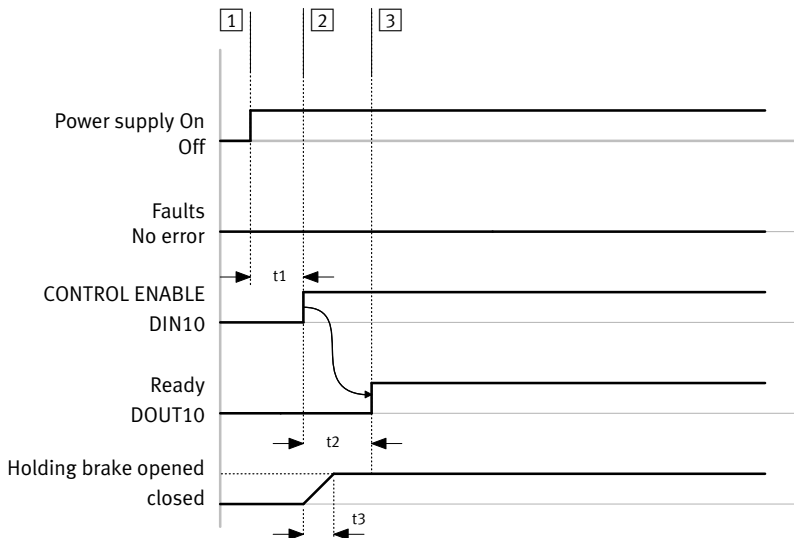 1 2 3
Power supply On
Off
Faults
No error
t1
CONTROL ENABLE
DIN10
Ready
DOUT10
t2
Holding brake opened
closed
t3